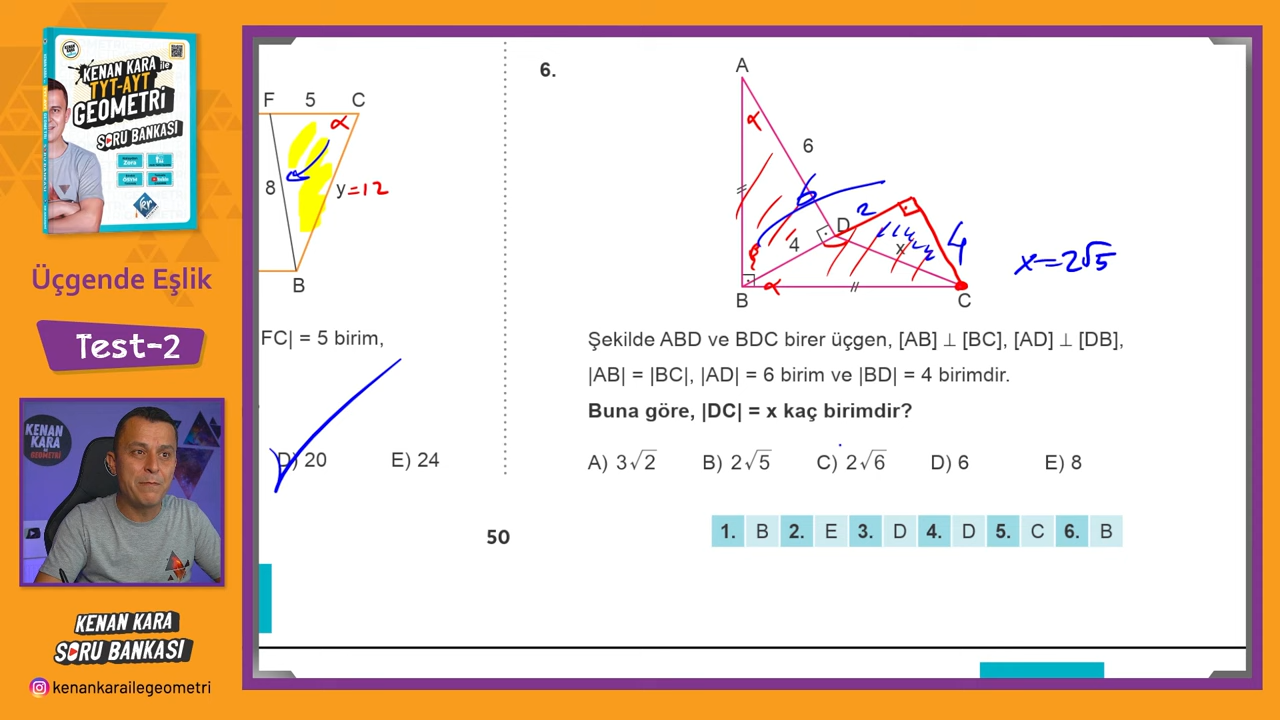 KENAN KARA ile
TYT-AYT
GEOMETRİ
SORU BANKASI
Üçgende Eşlik
Test-2
KENAN KARA
GEOMETRİ
KENAN KARA
SORU BANKASI
kenankarailegeometri
F 5 C
α
8
y=12
B
FC| = 5 birim,
D) 20 E) 24
50
6.
A
α
6
6
2
D
4
4
x
x=2√5
B
α
C
Şekilde ABD ve BDC birer üçgen, [AB] ⊥ [BC], [AD] ⊥ [DB],
|AB| = |BC|, |AD| = 6 birim ve |BD| = 4 birimdir.
Buna göre, |DC| = x kaç birimdir?
A) 3√2 B) 2√5 C) 2√6 D) 6 E) 8
1. B 2. E 3. D 4. D 5. C 6. B